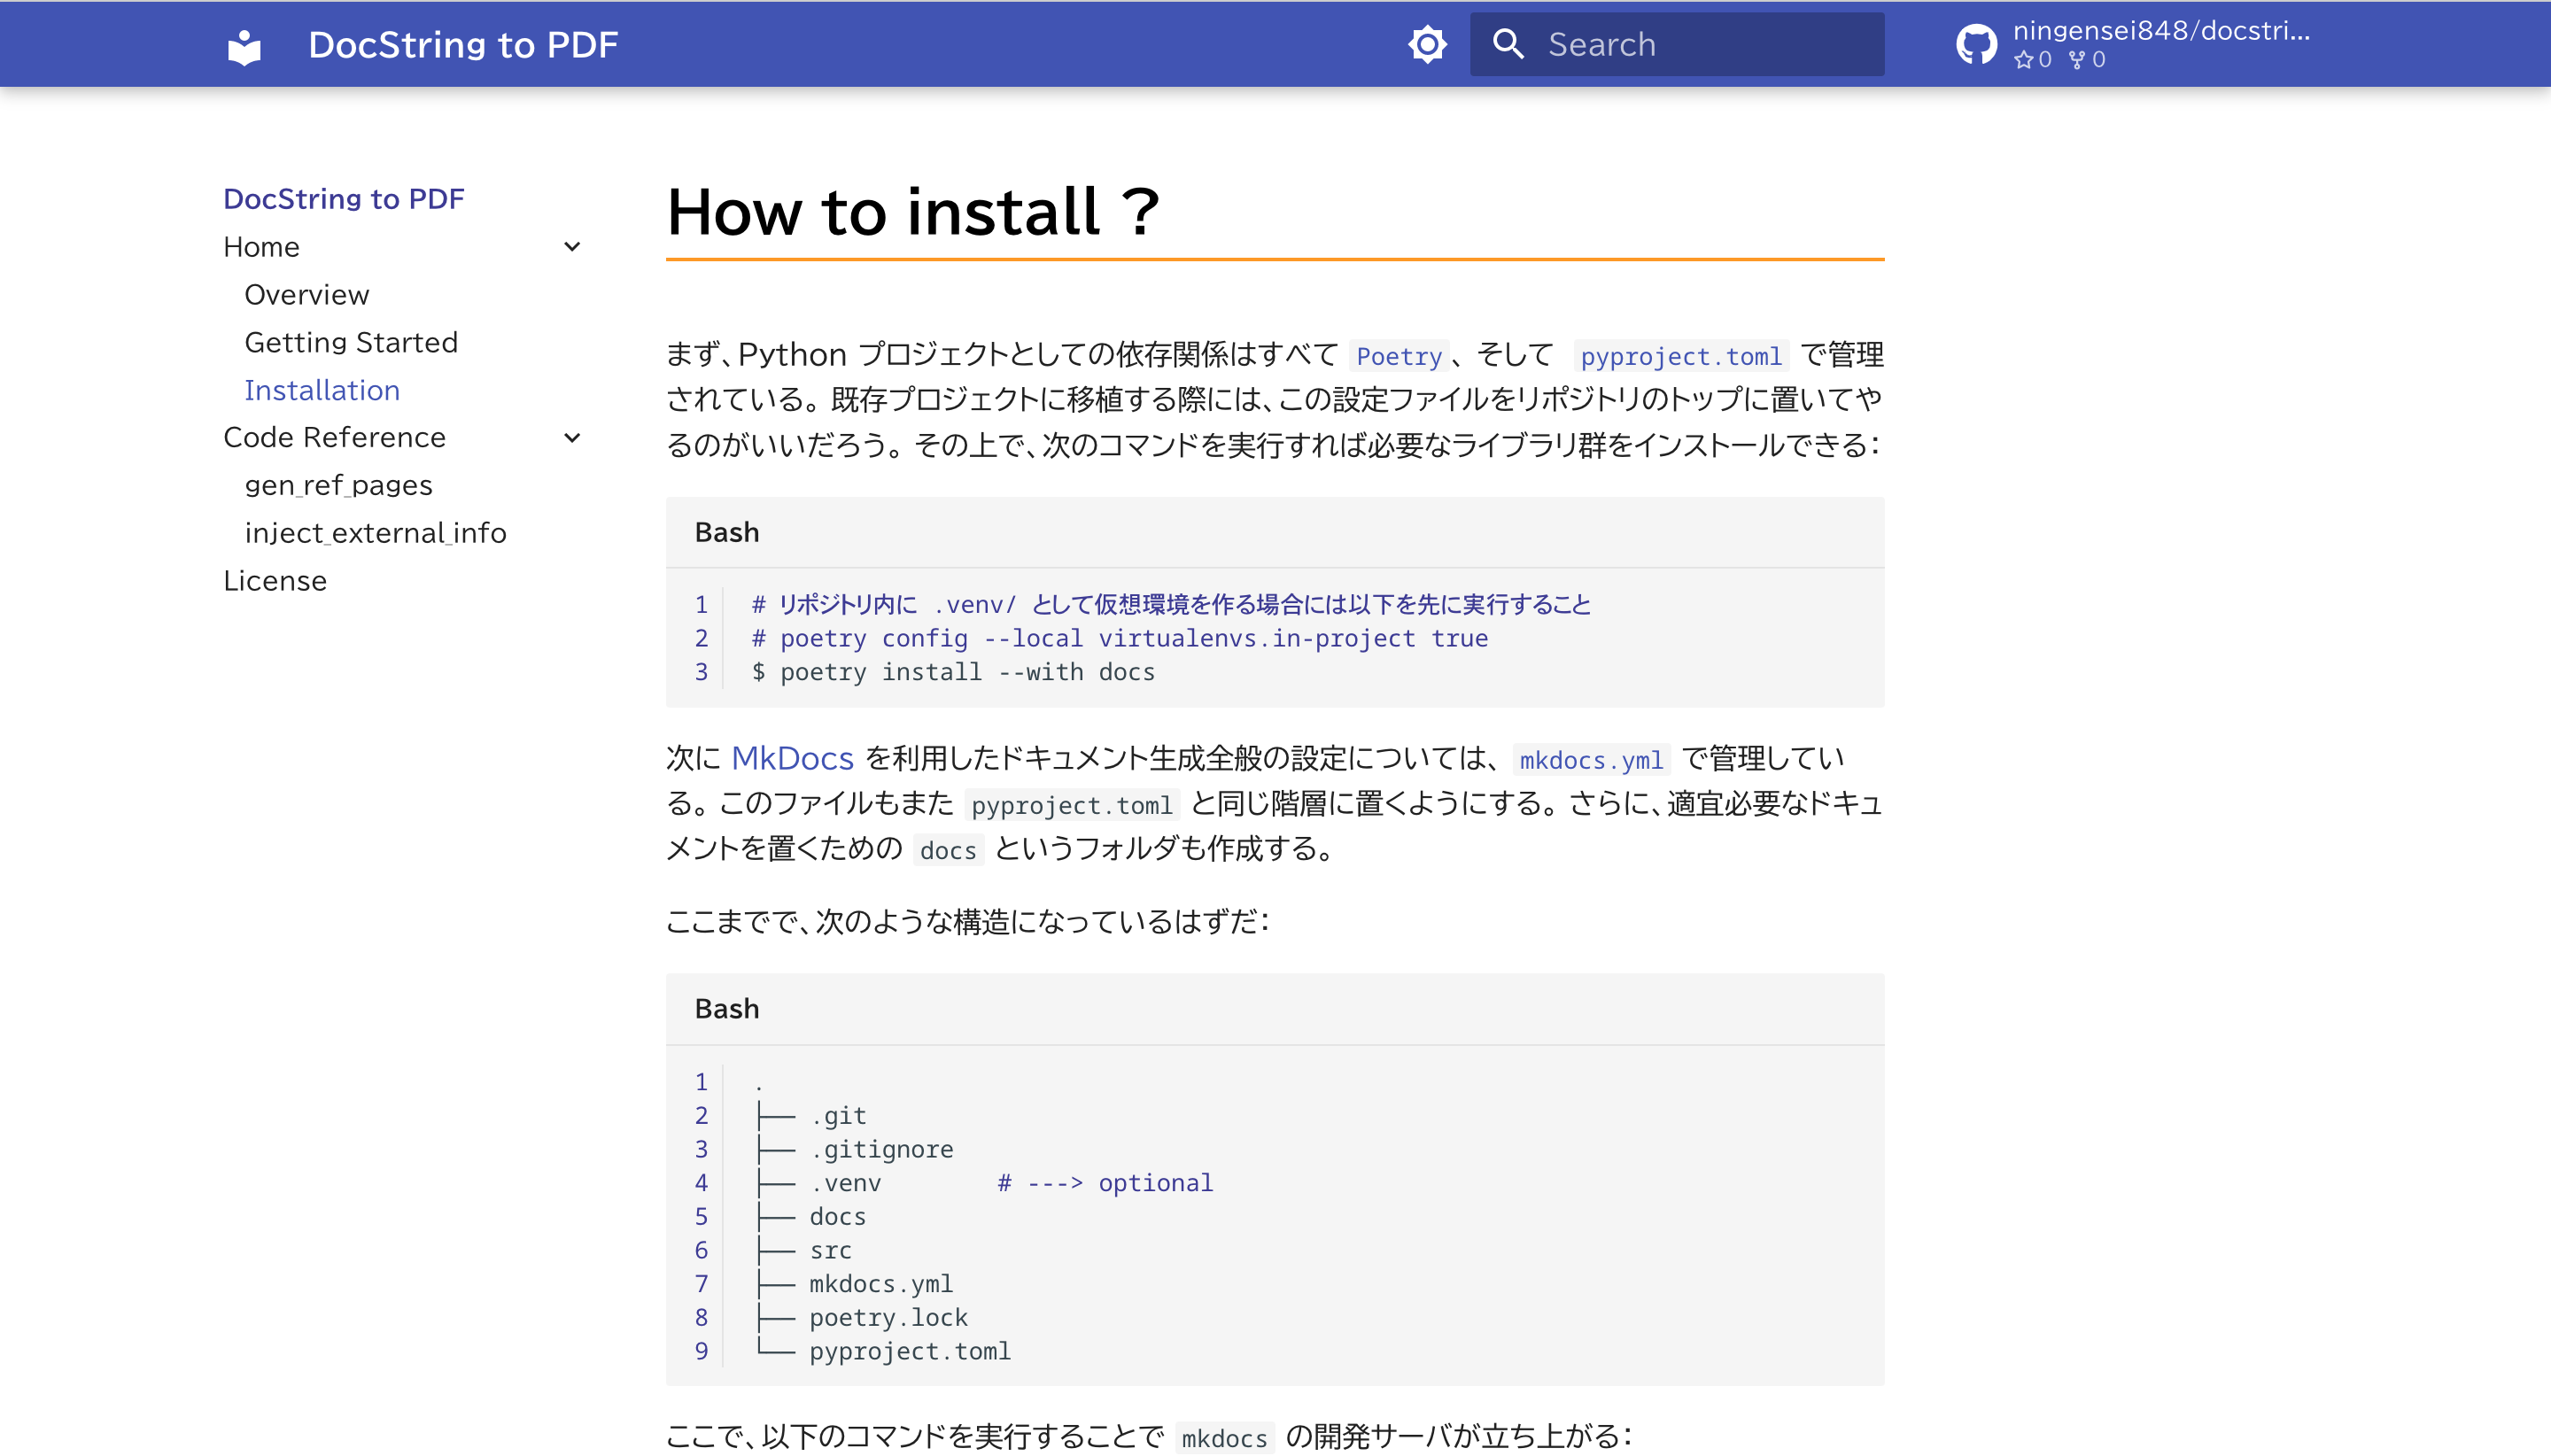 DocString to PDF
Search
ningensei848/docstri...
0 0
DocString to PDF
Home
Overview
Getting Started
Installation
Code Reference
gen_ref_pages
inject_external_info
License
How to install ?
まず、Python プロジェクトとしての依存関係はすべて Poetry、 そして pyproject.toml で管理
されている。既存プロジェクトに移植する際には、この設定ファイルをリポジトリのトップに置いてや
るのがいいだろう。その上で、次のコマンドを実行すれば必要なライブラリ群をインストールできる：
Bash
1 # リポジトリ内に .venv/ として仮想環境を作る場合には以下を先に実行すること
2 # poetry config --local virtualenvs.in-project true
3 $ poetry install --with docs
次に MkDocs を利用したドキュメント生成全般の設定については、 mkdocs.yml で管理してい
る。このファイルもまた pyproject.toml と同じ階層に置くようにする。さらに、適宜必要なドキュ
メントを置くための docs というフォルダも作成する。
ここまでで、次のような構造になっているはずだ：
Bash
1 .
2 ├── .git
3 ├── .gitignore
4 ├── .venv # ---> optional
5 ├── docs
6 ├── src
7 ├── mkdocs.yml
8 ├── poetry.lock
9 └── pyproject.toml
ここで、以下のコマンドを実行することで mkdocs の開発サーバが立ち上がる：